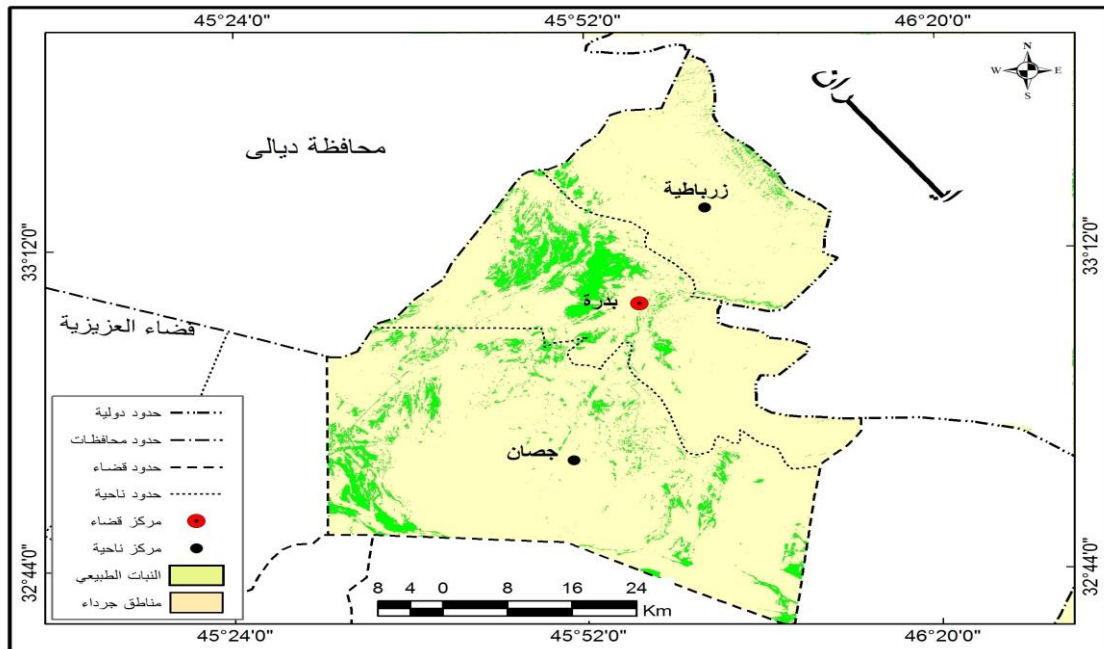 45°24'0"
45°52'0"
46°20'0"
N
W E
S
محافظة ديالى
زرباطية
33°12'0"
33°12'0"
بدرة
قضاء العزيزية
جصان
حدود دولية
حدود محافظات
حدود قضاء
حدود ناحية
مركز قضاء
مركز ناحية
النبات الطبيعي
مناطق جرداء
32°44'0"
32°44'0"
8 4 0 8 16 24
Km
45°24'0"
45°52'0"
46°20'0"